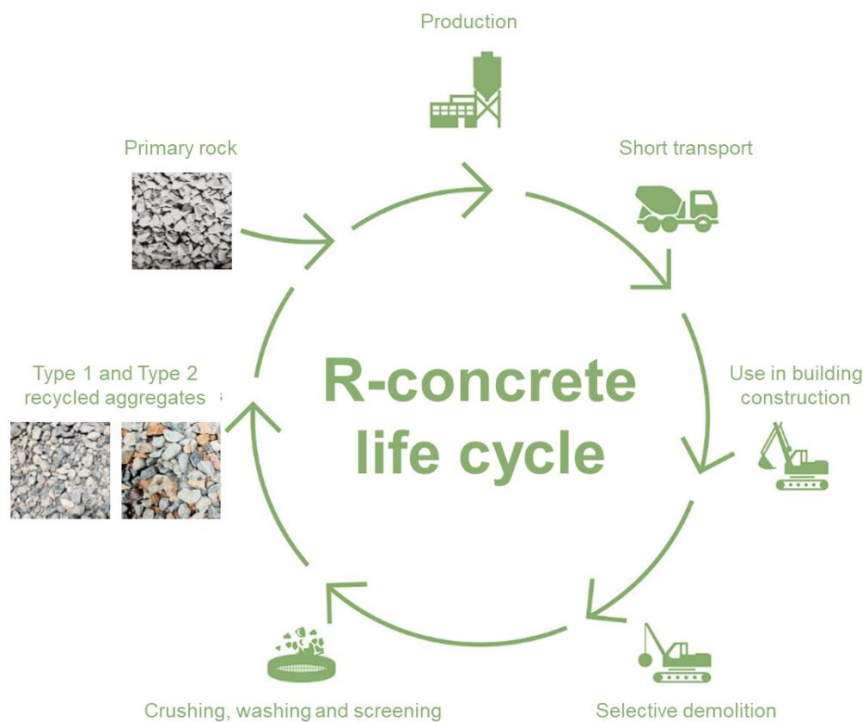 Production
Primary rock
Short transport
Type 1 and Type 2
recycled aggregates
R-concrete
life cycle
Use in building
construction
Crushing, washing and screening
Selective demolition